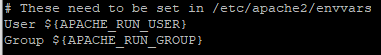 # These need to be set in /etc/apache2/envvars
User ${APACHE_RUN_USER}
Group ${APACHE_RUN_GROUP}